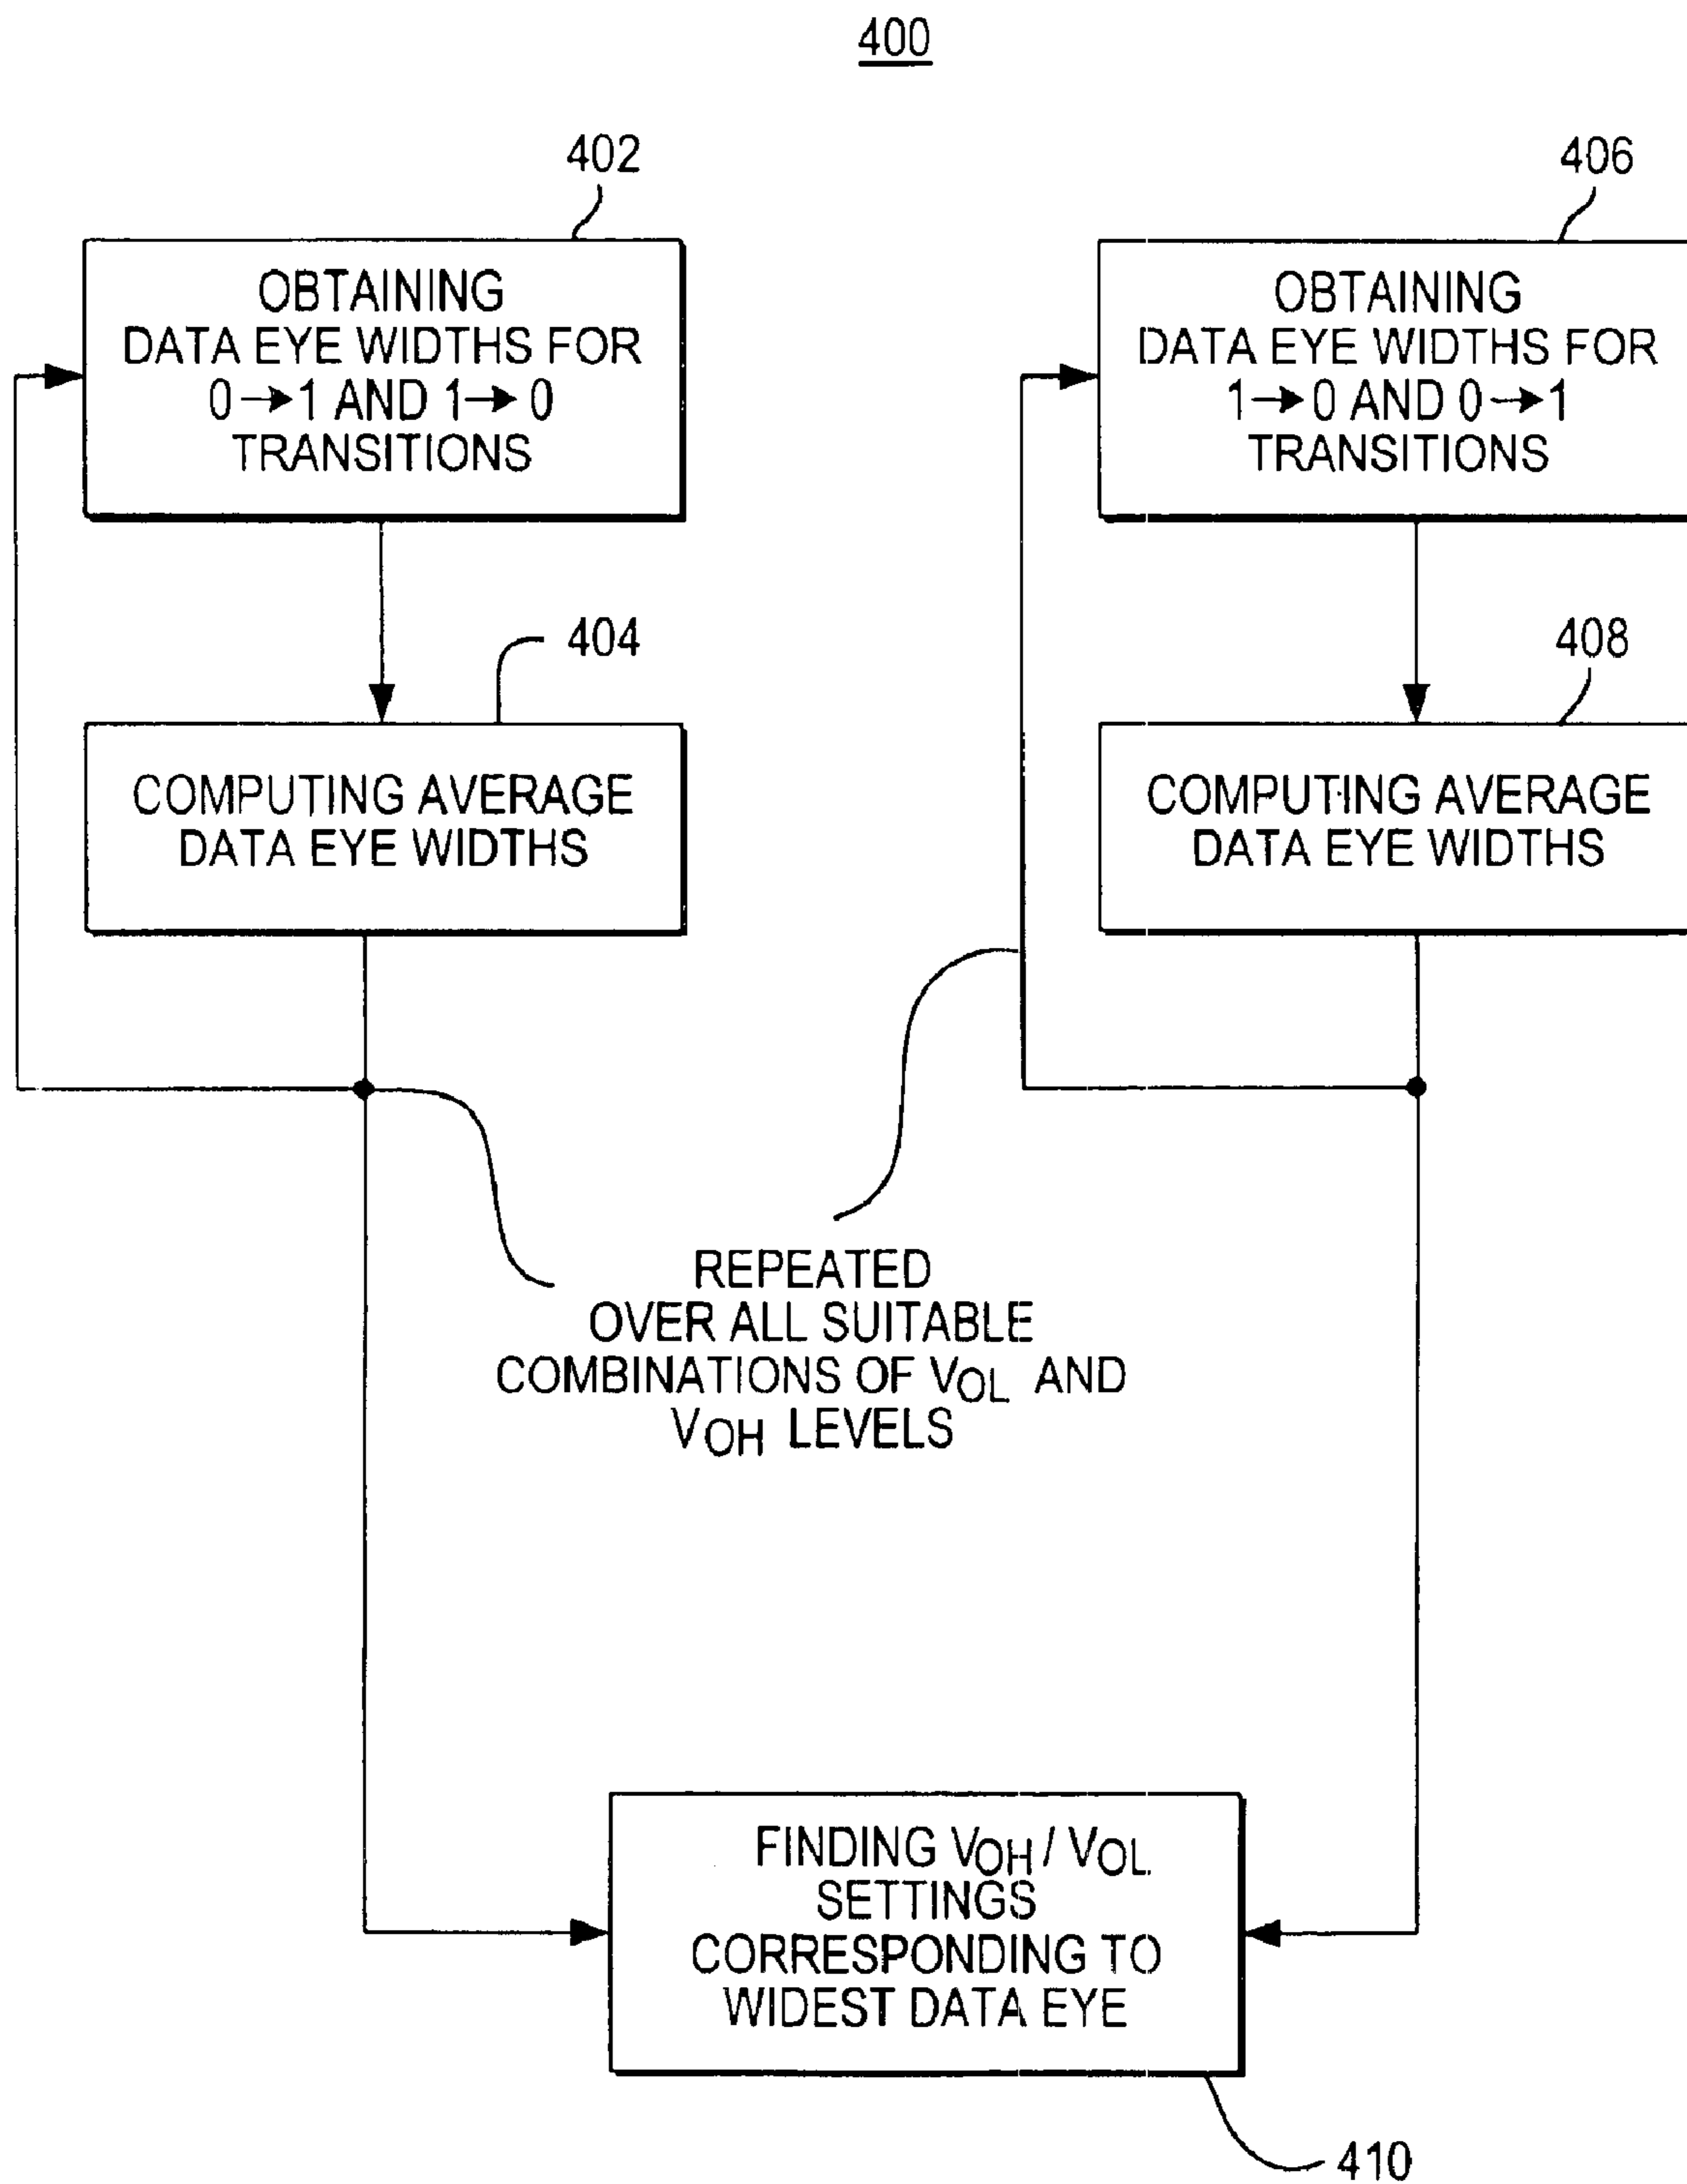 400
402
OBTAINING
DATA EYE WIDTHS FOR
0→1 AND 1→0
TRANSITIONS
404
COMPUTING AVERAGE
DATA EYE WIDTHS
406
OBTAINING
DATA EYE WIDTHS FOR
1→0 AND 0→1
TRANSITIONS
408
COMPUTING AVERAGE
DATA EYE WIDTHS
REPEATED
OVER ALL SUITABLE
COMBINATIONS OF VOL AND
VOH LEVELS
FINDING VOH / VOL
SETTINGS
CORRESPONDING TO
WIDEST DATA EYE
410